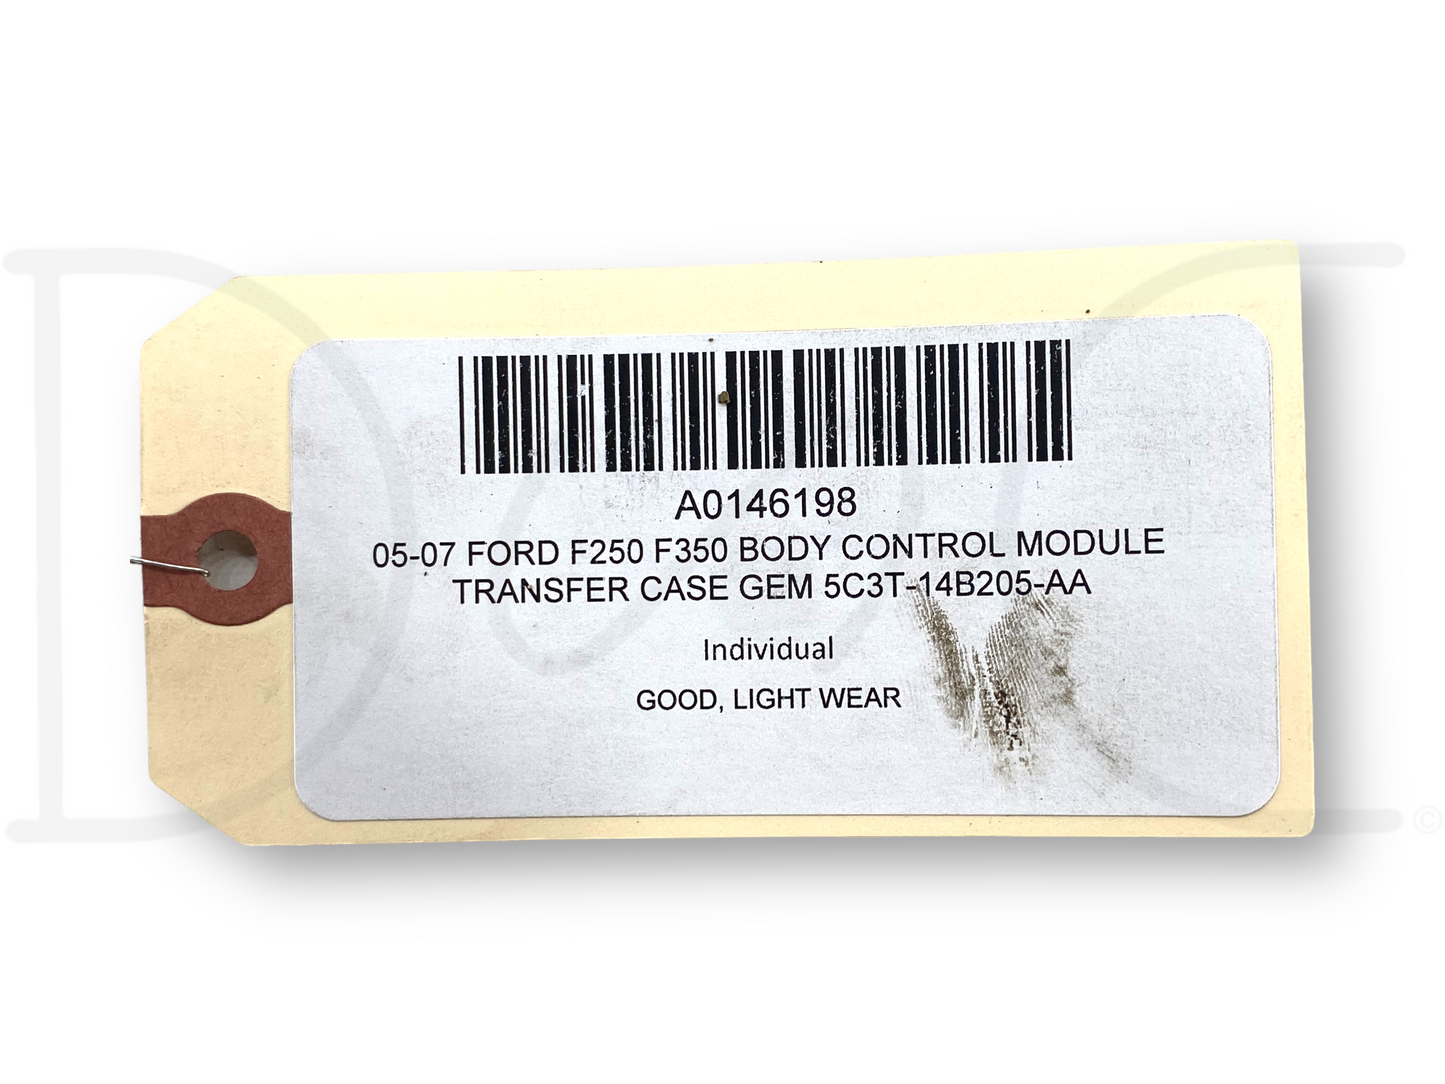 A0146198
05-07 FORD F250 F350 BODY CONTROL MODULE
TRANSFER CASE GEM 5C3T-14B205-AA
Individual
GOOD, LIGHT WEAR
©